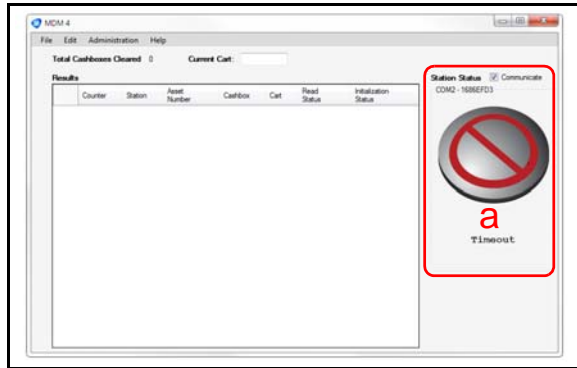 MDM 4
File Edit Administration Help
Total Cashboxes Cleared 0 Current Cart:
Results
Counter Station Asset Number Cashbox Cart Read Status Initialization Status
Station Status Communicate
COM2 - 1686EFD3
a
Timeout